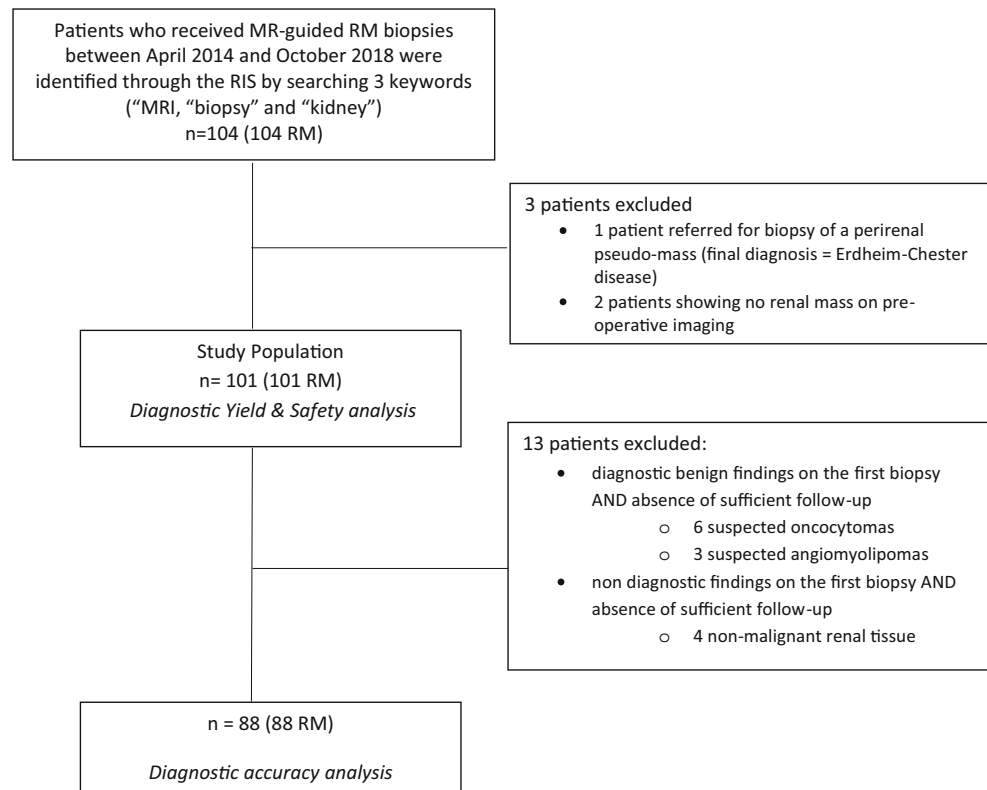 Patients who received MR-guided RM biopsies
between April 2014 and October 2018 were
identified through the RIS by searching 3 keywords
(“MRI, “biopsy” and “kidney”)
n=104 (104 RM)
3 patients excluded
• 1 patient referred for biopsy of a perirenal
pseudo-mass (final diagnosis = Erdheim-Chester
disease)
• 2 patients showing no renal mass on pre-
operative imaging
Study Population
n= 101 (101 RM)
Diagnostic Yield & Safety analysis
13 patients excluded:
• diagnostic benign findings on the first biopsy
AND absence of sufficient follow-up
o 6 suspected oncocytomas
o 3 suspected angiomyolipomas
• non diagnostic findings on the first biopsy AND
absence of sufficient follow-up
o 4 non-malignant renal tissue
n = 88 (88 RM)
Diagnostic accuracy analysis